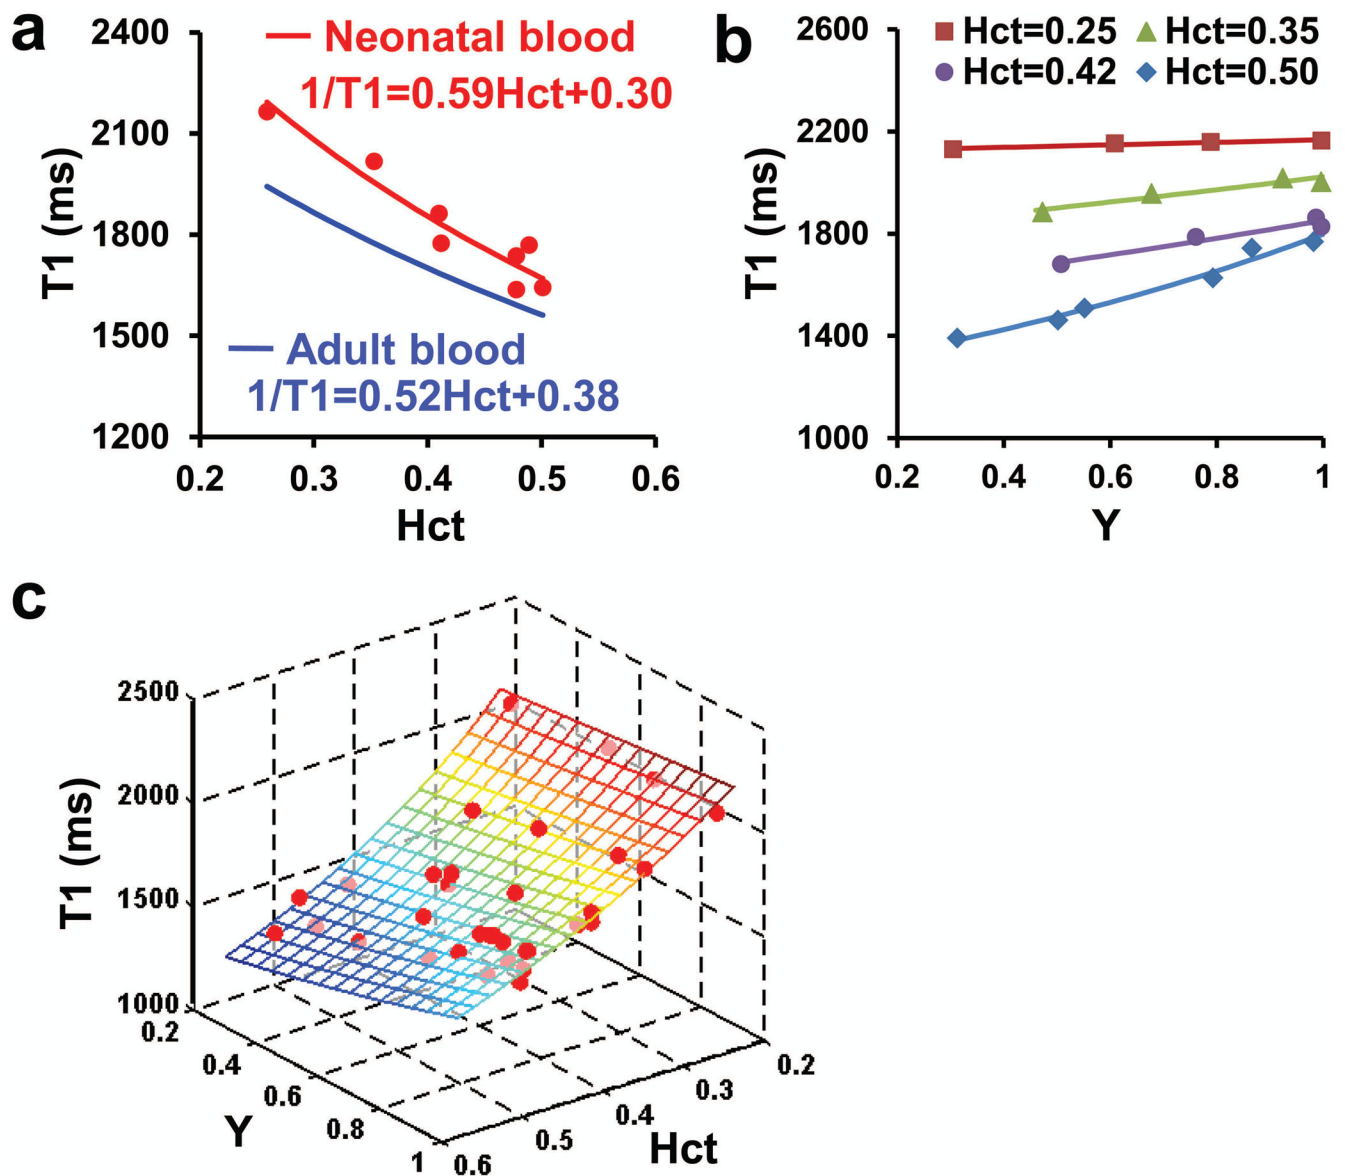 a
2400
2100
1800
1500
1200
T1 (ms)
Neonatal blood
1/T1=0.59Hct+0.30
Adult blood
1/T1=0.52Hct+0.38
0.2 0.3 0.4 0.5 0.6
Hct
b
2600
2200
1800
1400
1000
T1 (ms)
Hct=0.25 Hct=0.35
Hct=0.42 Hct=0.50
0.2 0.4 0.6 0.8 1
Y
c
2500
2000
1500
1000
T1 (ms)
0.2
0.4
0.6
0.8
1
Y
0.6
0.5
0.4
0.3
0.2
Hct